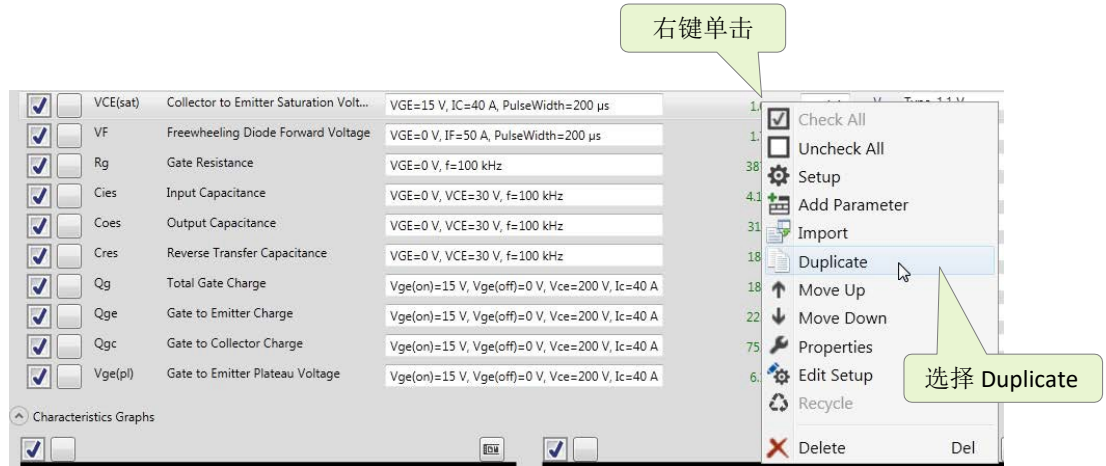 右键单击
VCE(sat) Collector to Emitter Saturation Volt... VGE=15 V, IC=40 A, PulseWidth=200 µs
VF Freewheeling Diode Forward Voltage VGE=0 V, IF=50 A, PulseWidth=200 µs
Rg Gate Resistance VGE=0 V, f=100 kHz
Cies Input Capacitance VGE=0 V, VCE=30 V, f=100 kHz 4.1
Coes Output Capacitance VGE=0 V, VCE=30 V, f=100 kHz 31
Cres Reverse Transfer Capacitance VGE=0 V, VCE=30 V, f=100 kHz 18
Qg Total Gate Charge Vge(on)=15 V, Vge(off)=0 V, Vce=200 V, Ic=40 A 18
Qge Gate to Emitter Charge Vge(on)=15 V, Vge(off)=0 V, Vce=200 V, Ic=40 A 22
Qgc Gate to Collector Charge Vge(on)=15 V, Vge(off)=0 V, Vce=200 V, Ic=40 A 75
Vge(pl) Gate to Emitter Plateau Voltage Vge(on)=15 V, Vge(off)=0 V, Vce=200 V, Ic=40 A
Check All
Uncheck All
Setup
Add Parameter
Import
Duplicate
Move Up
Move Down
Properties
Edit Setup
Recycle
Delete Del
选择 Duplicate
Characteristics Graphs